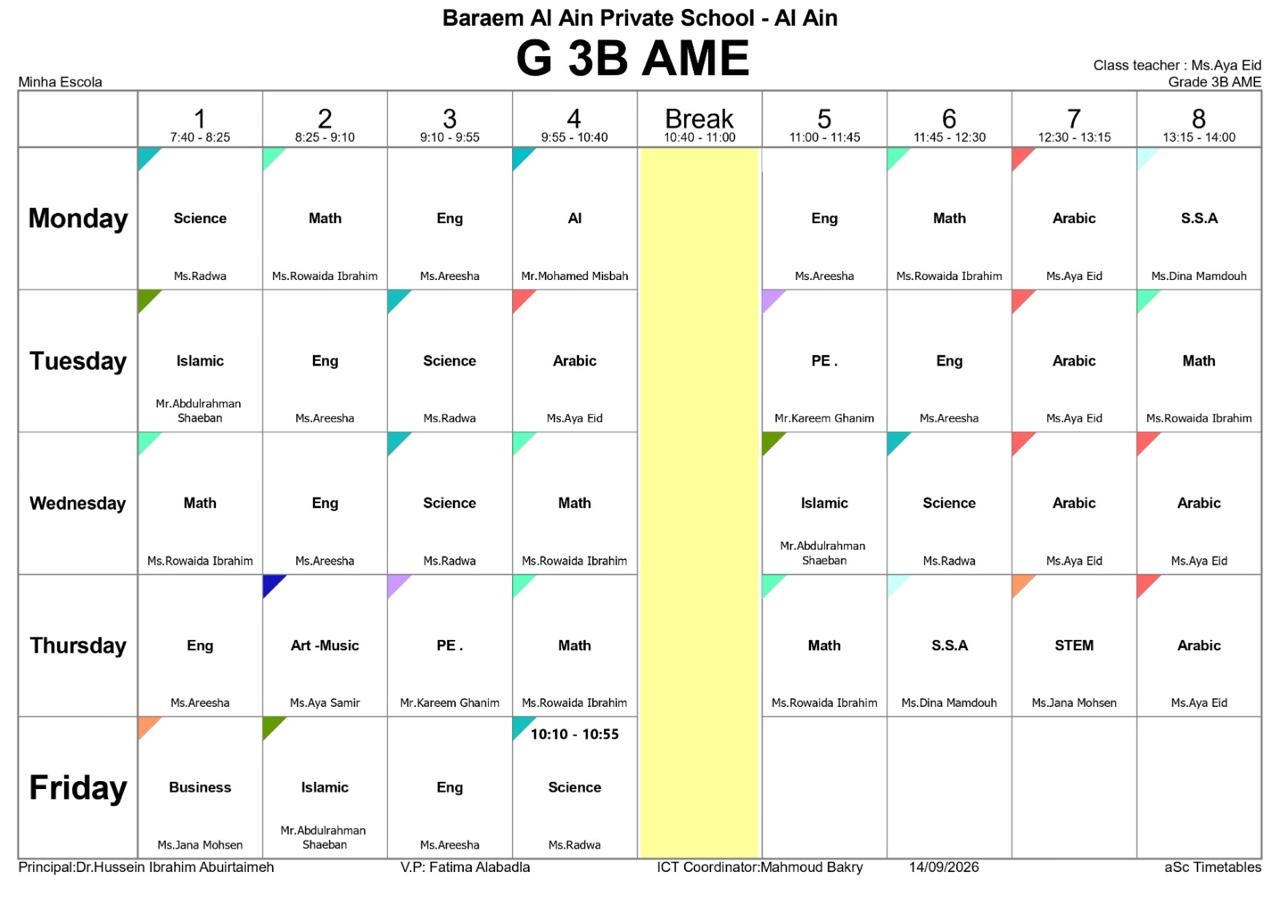 Baraem Al Ain Private School - Al Ain
G 3B AME
Minha Escola
Class teacher : Ms.Aya Eid
Grade 3B AME
1 2 3 4 Break 5 6 7 8
7:40 - 8:25 8:25 - 9:10 9:10 - 9:55 9:55 - 10:40 10:40 - 11:00 11:00 - 11:45 11:45 - 12:30 12:30 - 13:15 13:15 - 14:00
Monday Science Math Eng AI Eng Math Arabic S.S.A
Ms.Radwa Ms.Rowaida Ibrahim Ms.Areesha Mr.Mohamed Misbah Ms.Areesha Ms.Rowaida Ibrahim Ms.Aya Eid Ms.Dina Mamdouh
Tuesday Islamic Eng Science Arabic PE . Eng Arabic Math
Mr.Abdulrahman
Shaeban Ms.Areesha Ms.Radwa Ms.Aya Eid Mr.Kareem Ghanim Ms.Areesha Ms.Aya Eid Ms.Rowaida Ibrahim
Wednesday Math Eng Science Math Islamic Science Arabic Arabic
Mr.Abdulrahman
Ms.Rowaida Ibrahim Ms.Areesha Ms.Radwa Ms.Rowaida Ibrahim Shaeban Ms.Radwa Ms.Aya Eid Ms.Aya Eid
Thursday Eng Art -Music PE . Math Math S.S.A STEM Arabic
Ms.Areesha Ms.Aya Samir Mr.Kareem Ghanim Ms.Rowaida Ibrahim Ms.Rowaida Ibrahim Ms.Dina Mamdouh Ms.Jana Mohsen Ms.Aya Eid
10:10 - 10:55
Friday Business Islamic Eng Science
Mr.Abdulrahman
Ms.Jana Mohsen Shaeban Ms.Areesha Ms.Radwa
Principal:Dr.Hussein Ibrahim Abuirtaimeh V.P: Fatima Alabadla ICT Coordinator:Mahmoud Bakry 14/09/2026 aSc Timetables